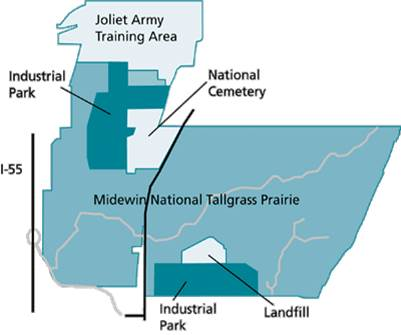 Joliet Army
Training Area
Industrial
Park
National
Cemetery
I-55
Midewin National Tallgrass Prairie
Industrial
Park
Landfill